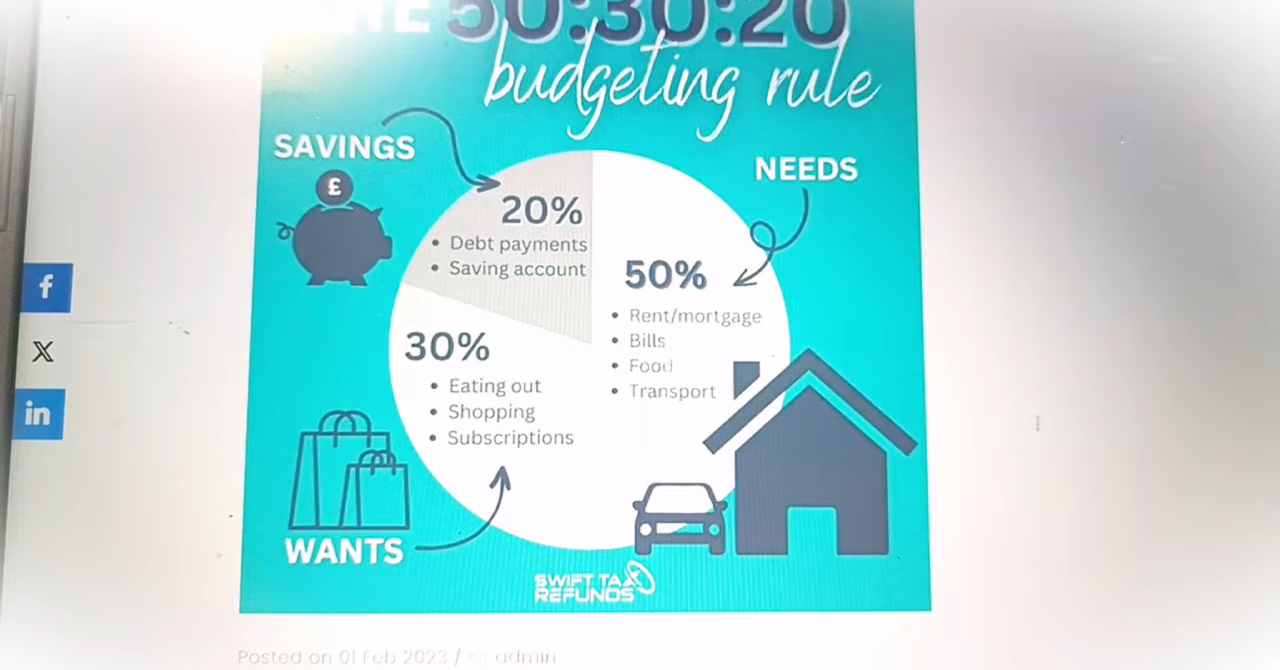 50:30:20
budgeting rule
SAVINGS
£
NEEDS
20%
• Debt payments
• Saving account
50%
• Rent/mortgage
• Bills
• Food
• Transport
30%
• Eating out
• Shopping
• Subscriptions
WANTS
SWIFT TAX
REFUNDS
f
X
in
Posted on 01 Feb 2023 / admin